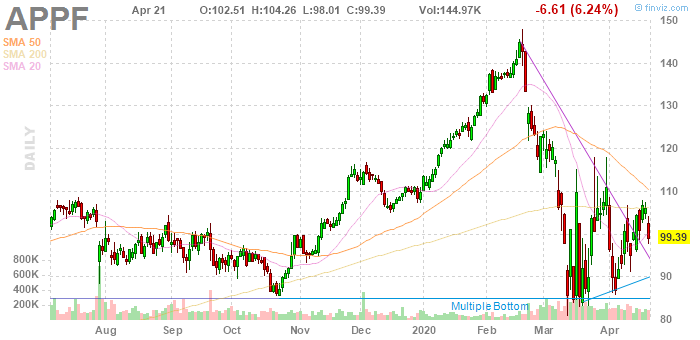 APPF Apr 21 O:102.51 H:104.26 L:98.01 C:99.39 Vol:144.97K -6.61 (6.24%)
© finviz.com
SMA 50
SMA 200
SMA 20
DAILY
150
140
130
120
110
99.39
90
80
800K
600K
400K
200K
Multiple Bottom
Aug Sep Oct Nov Dec 2020 Feb Mar Apr